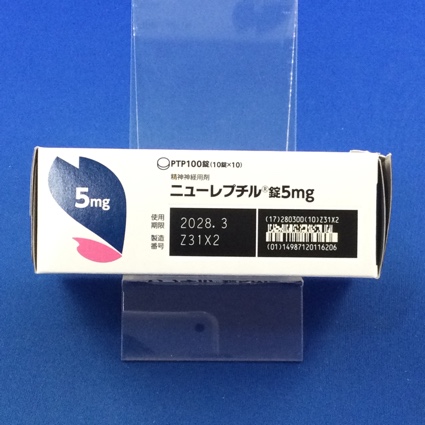 PTP100錠(10錠×10)
精神神経用剤
ニューレプチル®錠5mg
5mg
使用期限 2028.3
製造番号 Z31X2
(17)280300(10)Z31X2
(01)14987120116206